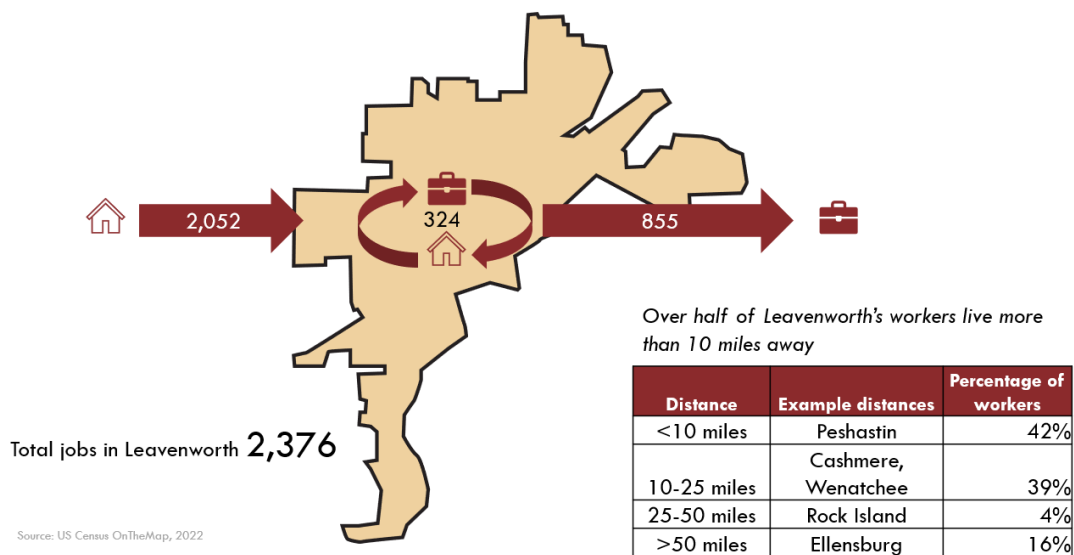 2,052
324
855
Total jobs in Leavenworth 2,376
Source: US Census OnTheMap, 2022
Over half of Leavenworth's workers live more
than 10 miles away
Distance Example distances Percentage of workers
<10 miles Peshastin 42%
10-25 miles Cashmere, Wenatchee 39%
25-50 miles Rock Island 4%
>50 miles Ellensburg 16%